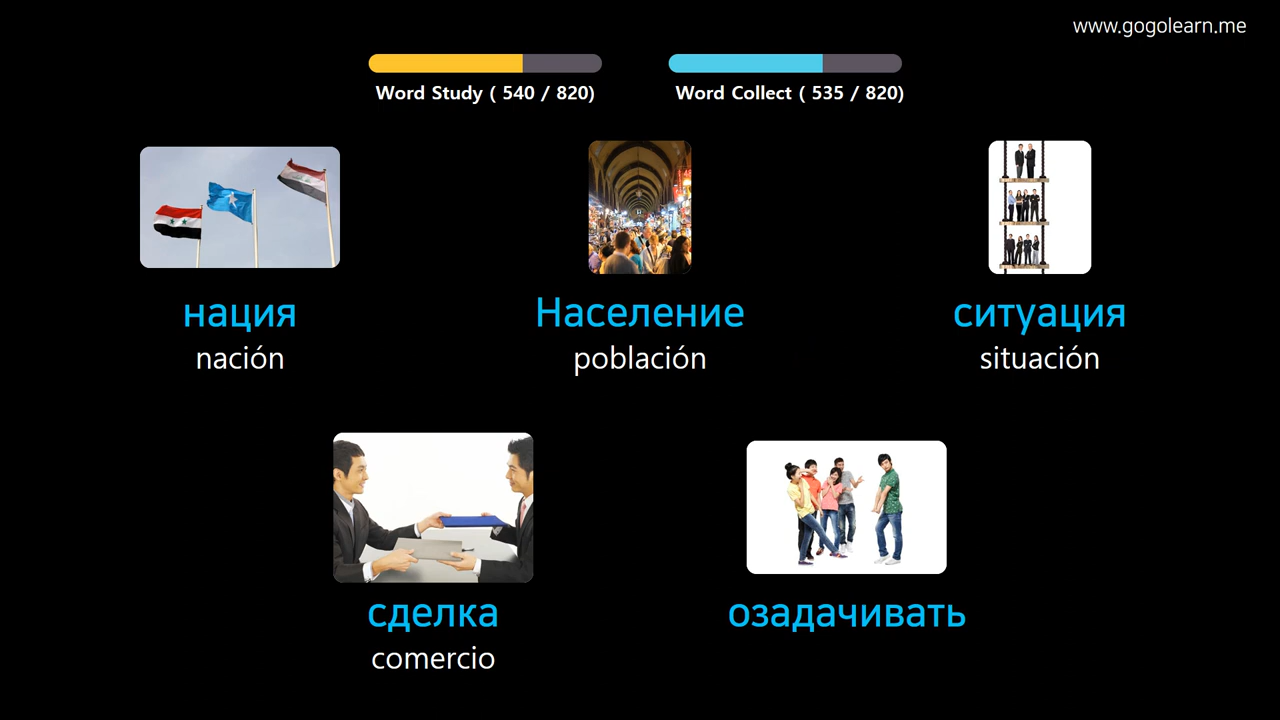 www.gogolearn.me
Word Study ( 540 / 820)
Word Collect ( 535 / 820)
нация
nación
Население
población
ситуация
situación
сделка
comercio
озадачивать